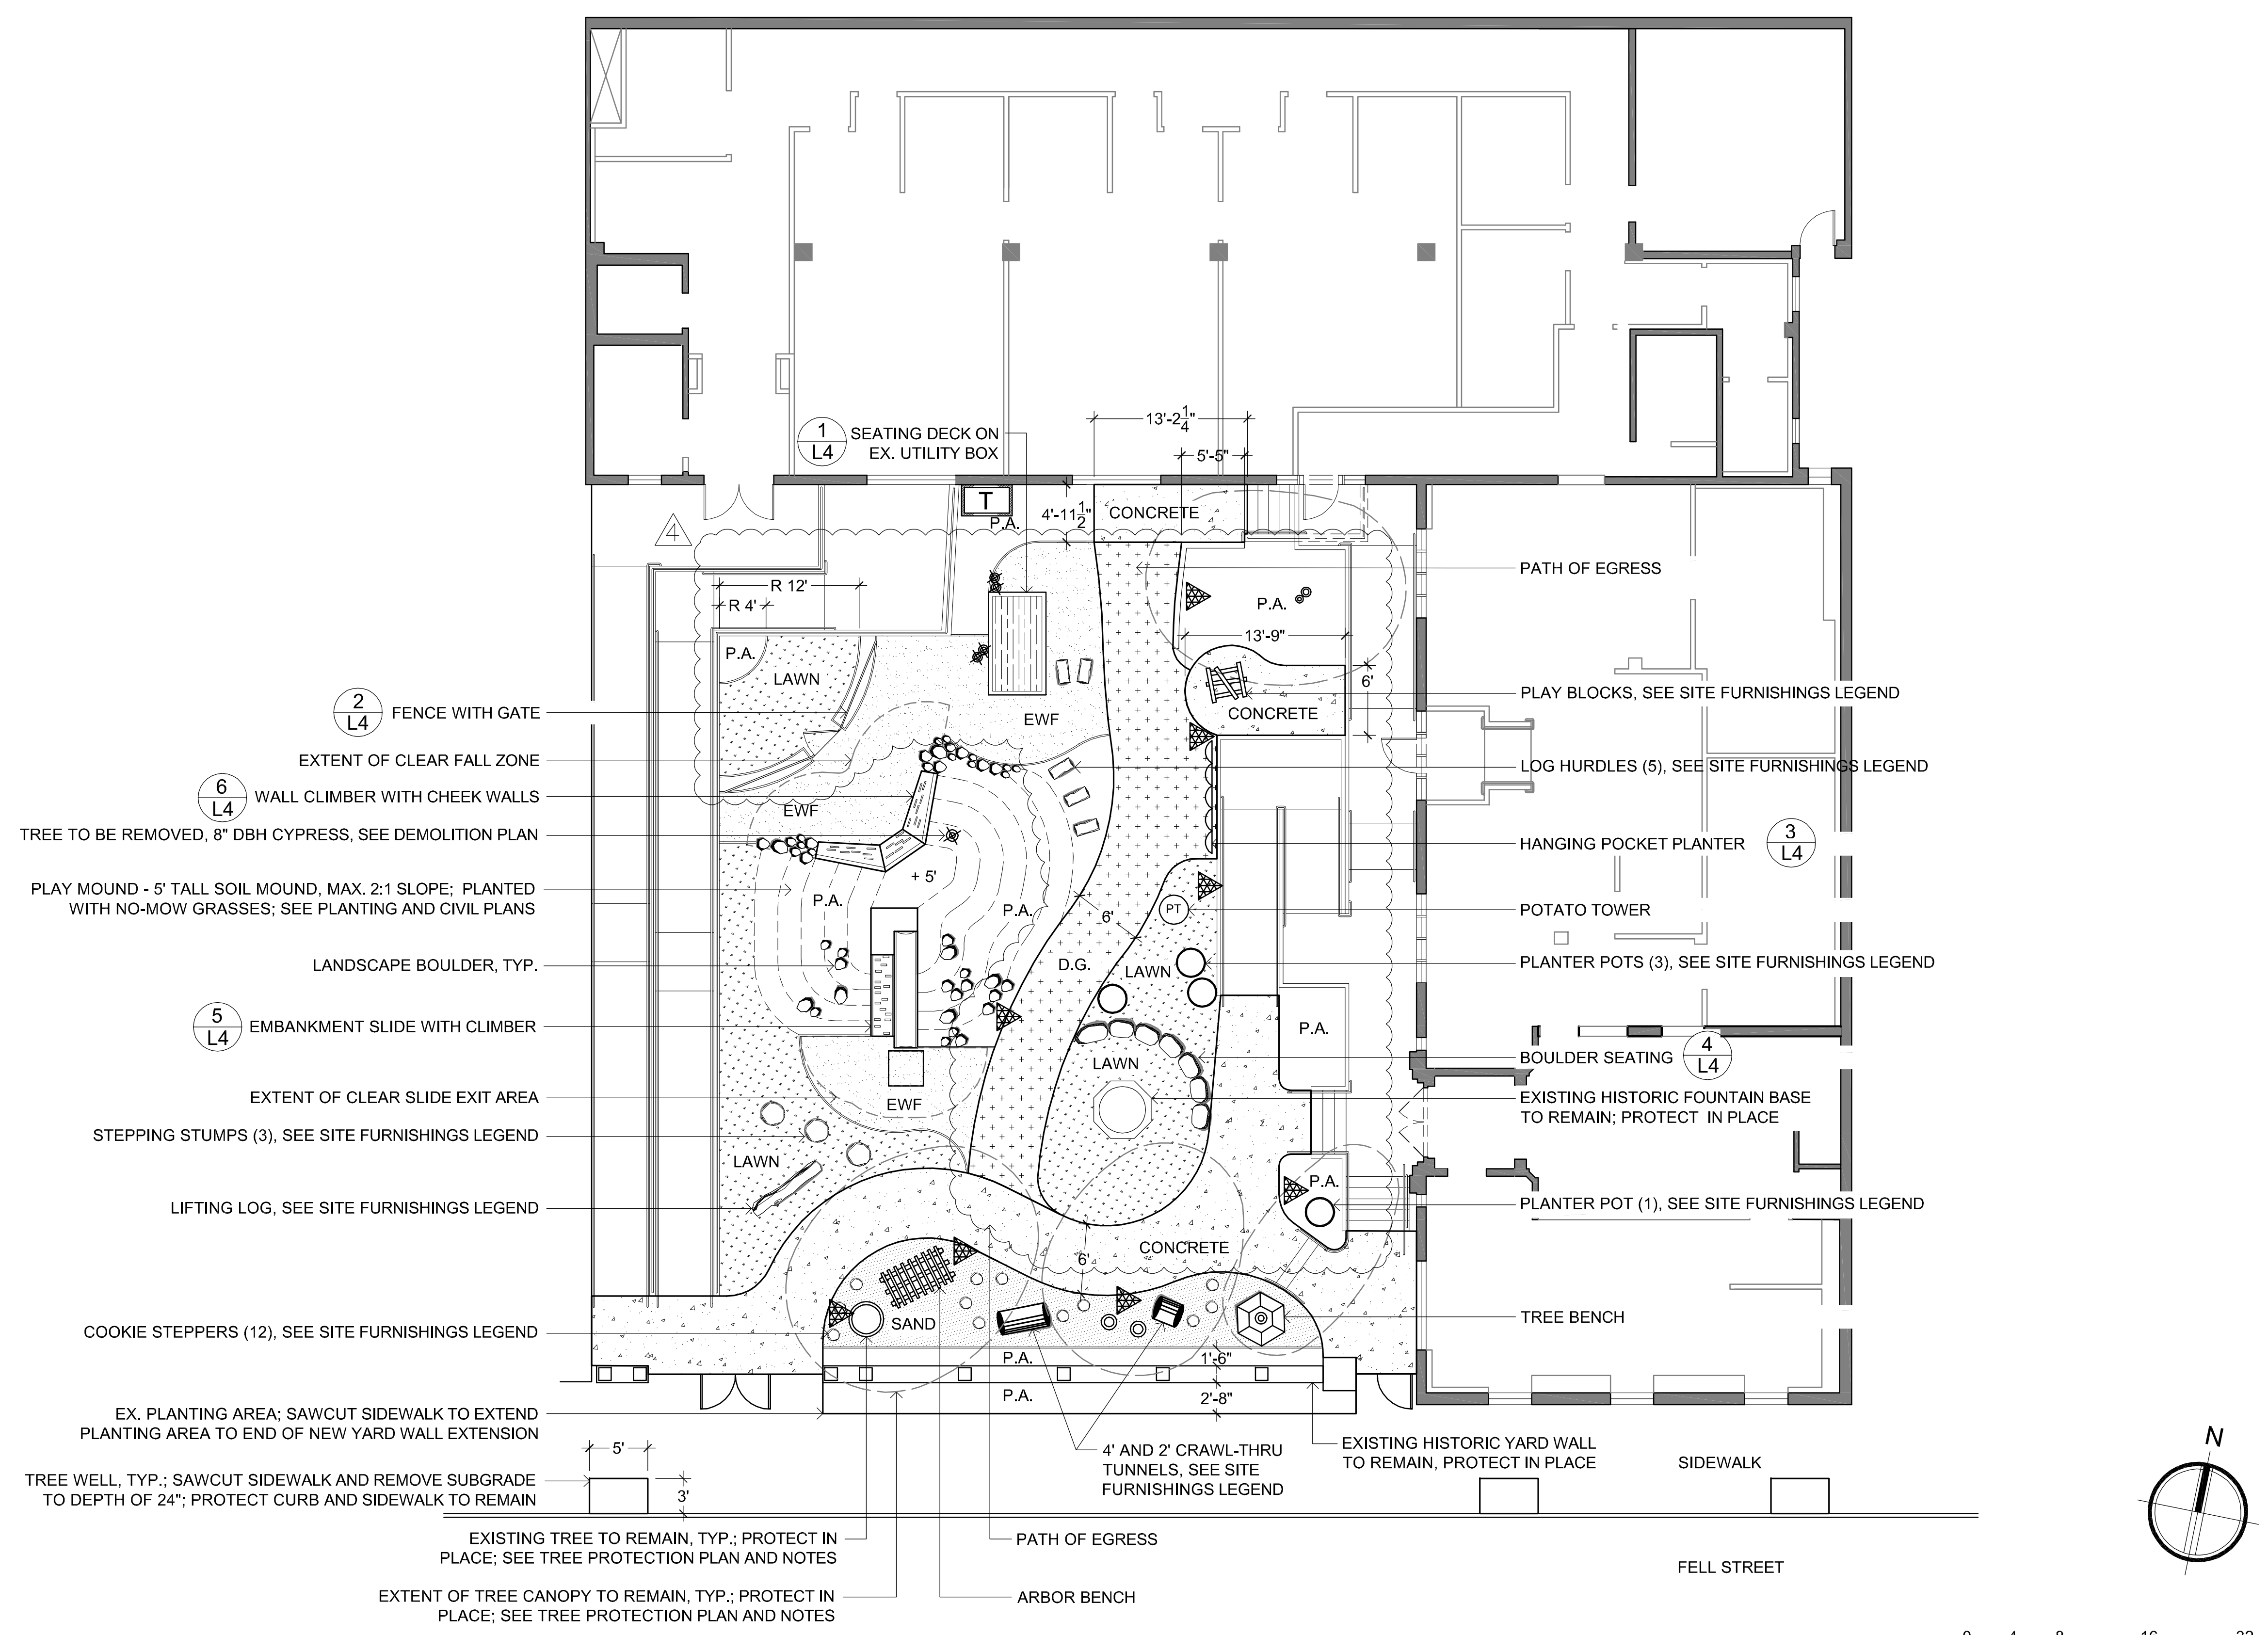 13'-2 1/4"
1
L4
SEATING DECK ON
EX. UTILITY BOX
5'-5"
T
P.A.
4'-11 1/2"
CONCRETE
4
PATH OF EGRESS
R 12'
R 4'
P.A.
13'-9"
P.A.
LAWN
6'
PLAY BLOCKS, SEE SITE FURNISHINGS LEGEND
2
L4
FENCE WITH GATE
EWF
CONCRETE
EXTENT OF CLEAR FALL ZONE
LOG HURDLES (5), SEE SITE FURNISHINGS LEGEND
6
L4
WALL CLIMBER WITH CHEEK WALLS
EWF
TREE TO BE REMOVED, 8" DBH CYPRESS, SEE DEMOLITION PLAN
HANGING POCKET PLANTER
3
L4
+ 5'
PLAY MOUND - 5' TALL SOIL MOUND, MAX. 2:1 SLOPE; PLANTED
WITH NO-MOW GRASSES; SEE PLANTING AND CIVIL PLANS
P.A.
P.A.
6'
PT
POTATO TOWER
LANDSCAPE BOULDER, TYP.
D.G.
LAWN
PLANTER POTS (3), SEE SITE FURNISHINGS LEGEND
5
L4
EMBANKMENT SLIDE WITH CLIMBER
P.A.
LAWN
BOULDER SEATING
4
L4
EXTENT OF CLEAR SLIDE EXIT AREA
EWF
EXISTING HISTORIC FOUNTAIN BASE
TO REMAIN; PROTECT IN PLACE
STEPPING STUMPS (3), SEE SITE FURNISHINGS LEGEND
LAWN
P.A.
LIFTING LOG, SEE SITE FURNISHINGS LEGEND
PLANTER POT (1), SEE SITE FURNISHINGS LEGEND
CONCRETE
6'
COOKIE STEPPERS (12), SEE SITE FURNISHINGS LEGEND
SAND
TREE BENCH
P.A.
1'-6"
P.A.
2'-8"
EX. PLANTING AREA; SAWCUT SIDEWALK TO EXTEND
PLANTING AREA TO END OF NEW YARD WALL EXTENSION
4' AND 2' CRAWL-THRU
TUNNELS, SEE SITE
FURNISHINGS LEGEND
EXISTING HISTORIC YARD WALL
TO REMAIN, PROTECT IN PLACE
SIDEWALK
N
5'
3'
TREE WELL, TYP.; SAWCUT SIDEWALK AND REMOVE SUBGRADE
TO DEPTH OF 24"; PROTECT CURB AND SIDEWALK TO REMAIN
EXISTING TREE TO REMAIN, TYP.; PROTECT IN
PLACE; SEE TREE PROTECTION PLAN AND NOTES
PATH OF EGRESS
FELL STREET
EXTENT OF TREE CANOPY TO REMAIN, TYP.; PROTECT IN
PLACE; SEE TREE PROTECTION PLAN AND NOTES
ARBOR BENCH